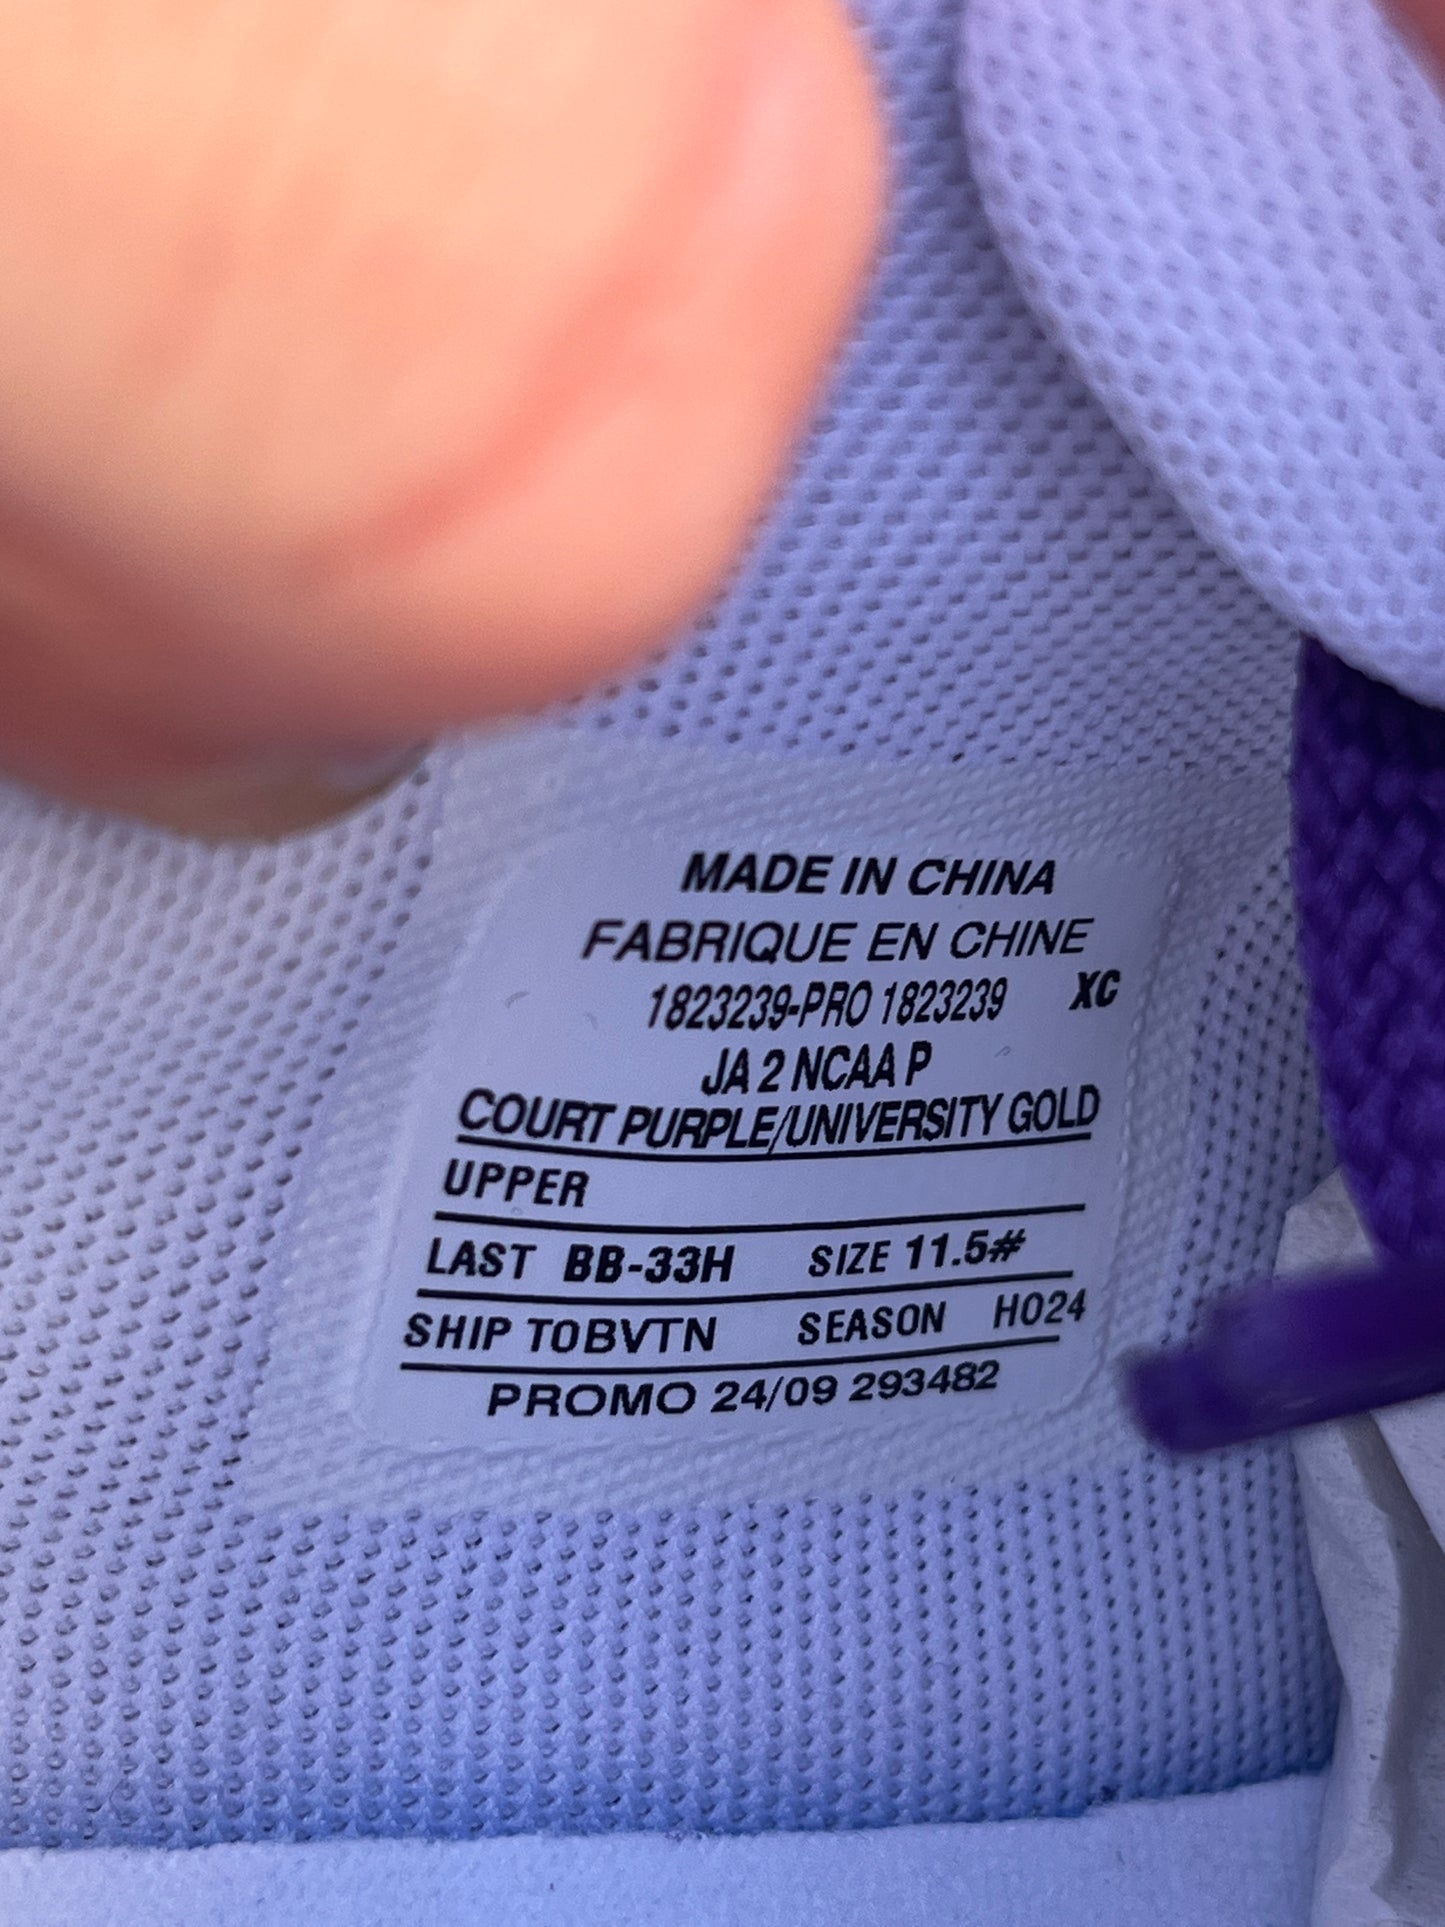 MADE IN CHINA
FABRIQUE EN CHINE
1823239-PRO 1823239 XC
JA 2 NCAA P
COURT PURPLE/UNIVERSITY GOLD
UPPER
LAST BB-33H SIZE 11.5#
SHIP TOBVTN SEASON HO24
PROMO 24/09 293482